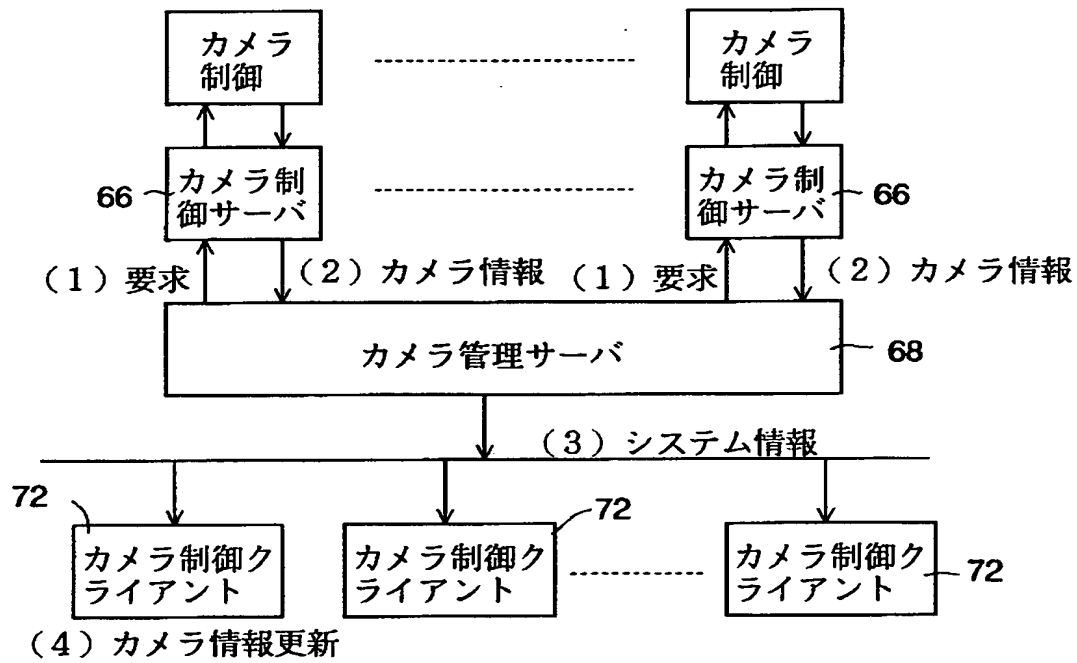 カメラ
制御
カメラ
制御
66
カメラ制
御サーバ
カメラ制
御サーバ
66
(1)要求
(2)カメラ情報
(1)要求
(2)カメラ情報
カメラ管理サーバ
68
(3)システム情報
72
カメラ制御ク
ライアント
72
カメラ制御ク
ライアント
カメラ制御ク
ライアント
72
(4)カメラ情報更新